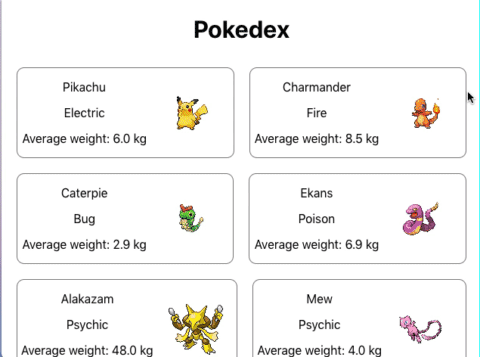 Pokedex
Pikachu
Electric
Average weight: 6.0 kg
Charmander
Fire
Average weight: 8.5 kg
Caterpie
Bug
Average weight: 2.9 kg
Ekans
Poison
Average weight: 6.9 kg
Alakazam
Psychic
Average weight: 48.0 kg
Mew
Psychic
Average weight: 4.0 kg